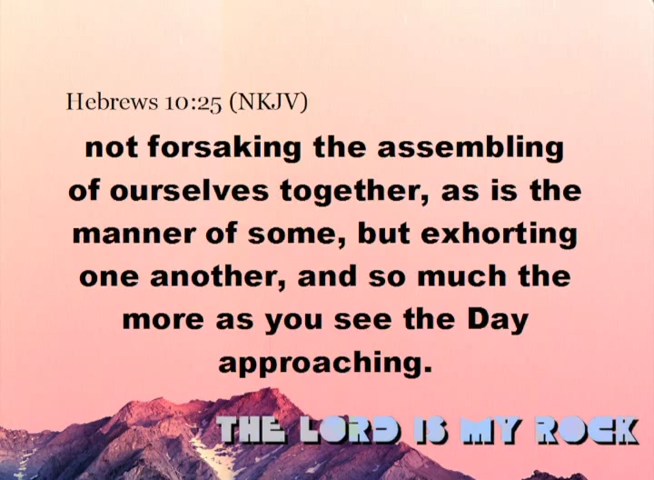 Hebrews 10:25 (NKJV)
not forsaking the assembling
of ourselves together, as is the
manner of some, but exhorting
one another, and so much the
more as you see the Day
approaching.
THE LORD IS MY ROCK